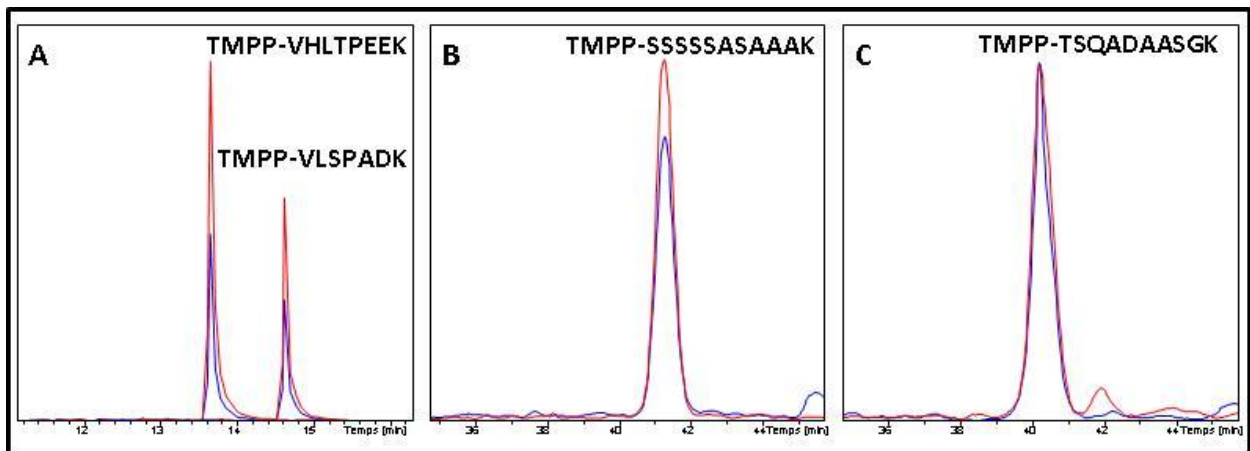 A
TMPP-VHLTPEEK
TMPP-VLSPADK
12 13 14 15 Temps [min]
B
TMPP-SSSSSASAAAK
36 40 42 44 Temps [min]
C
TMPP-TSQADAASGK
36 38 40 42 44 Temps [min]